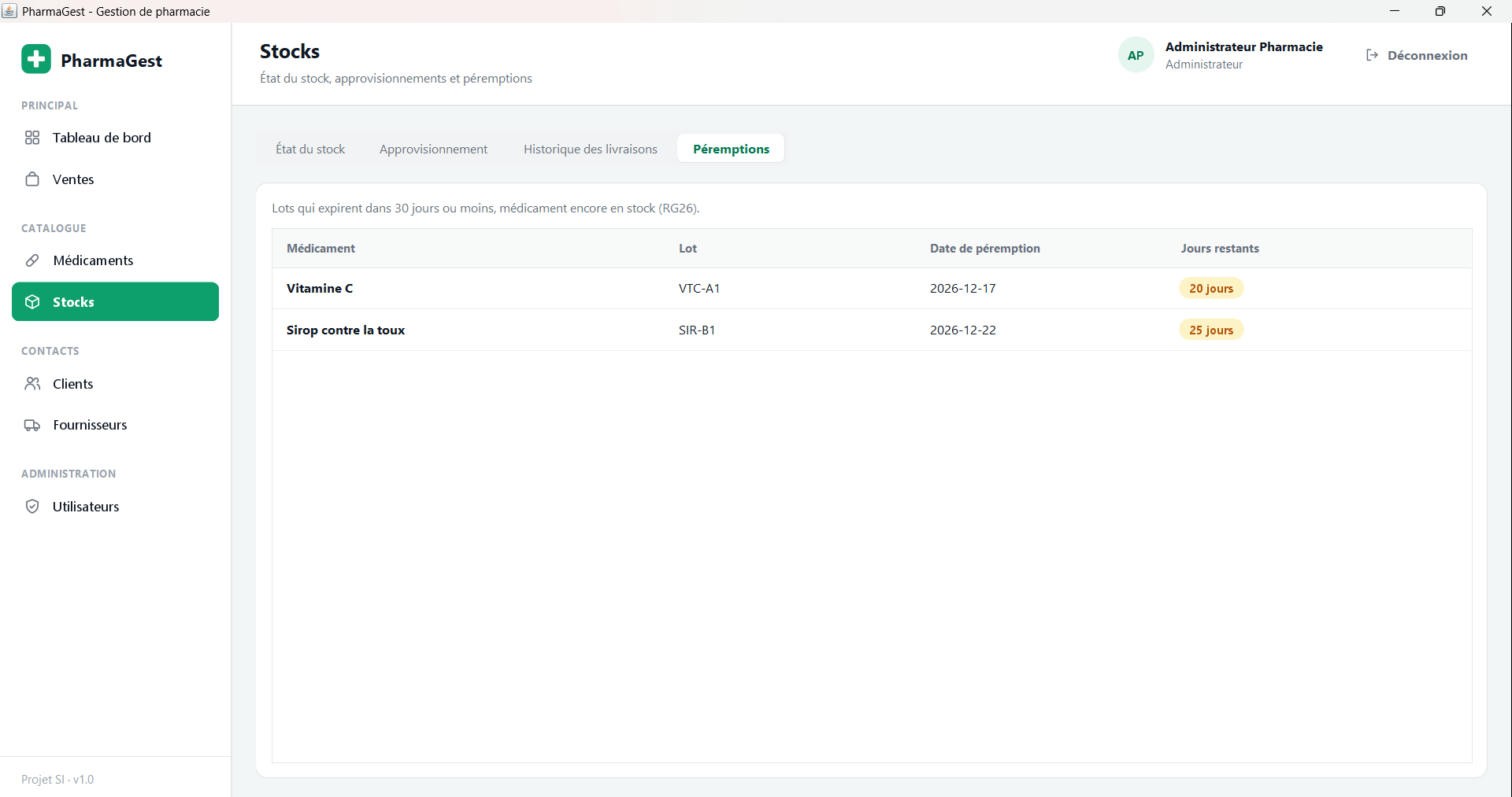 PharmaGest - Gestion de pharmacie
PharmaGest
PRINCIPAL
Tableau de bord
Ventes
CATALOGUE
Médicaments
Stocks
CONTACTS
Clients
Fournisseurs
ADMINISTRATION
Utilisateurs
Projet SI - v1.0
Stocks
État du stock, approvisionnements et péremptions
AP
Administrateur Pharmacie
Administrateur
Déconnexion
État du stock Approvisionnement Historique des livraisons Péremptions
Lots qui expirent dans 30 jours ou moins, médicament encore en stock (RG26).
Médicament Lot Date de péremption Jours restants
Vitamine C VTC-A1 2026-12-17 20 jours
Sirop contre la toux SIR-B1 2026-12-22 25 jours